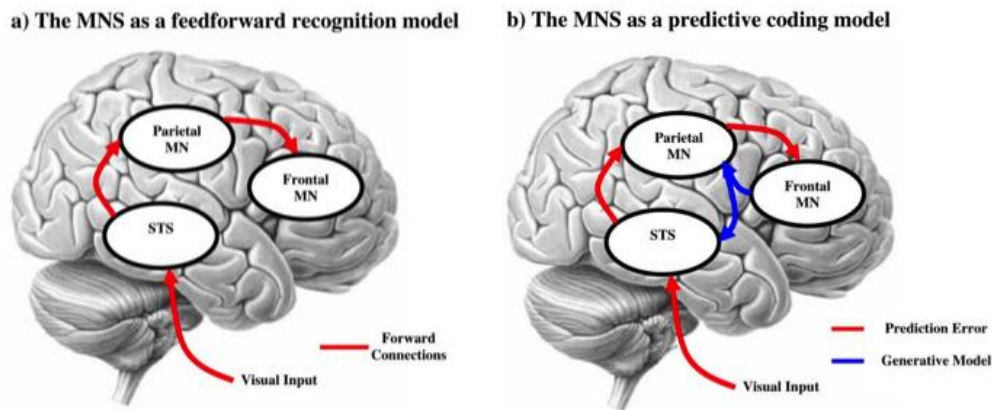 a) The MNS as a feedforward recognition model
Parietal
MN
Frontal
MN
STS
Forward
Connections
Visual Input
b) The MNS as a predictive coding model
Parietal
MN
Frontal
MN
STS
Prediction Error
Generative Model
Visual Input